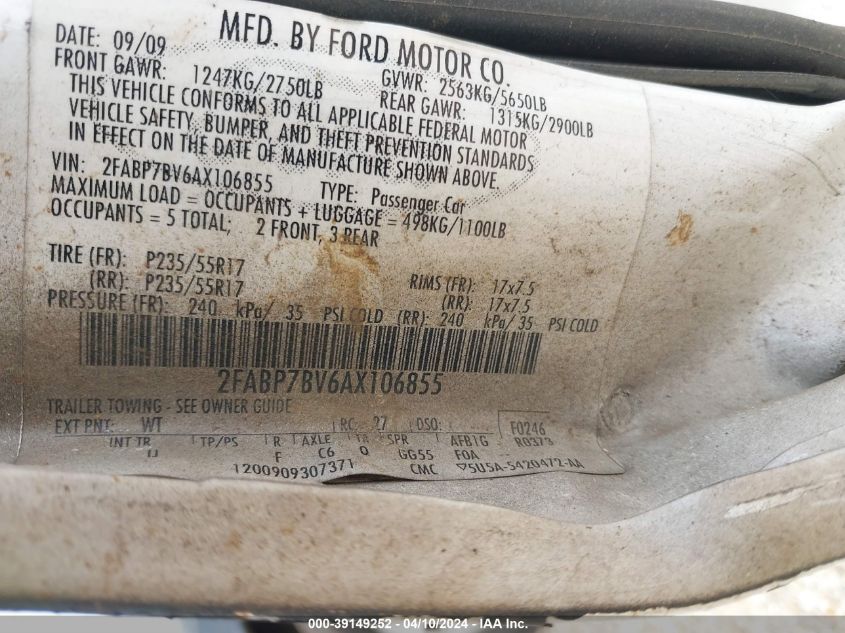 MFD. BY FORD MOTOR CO.
DATE: 09/09
GVWR: 2563KG/5650LB
FRONT GAWR: 1247KG/2750LB
REAR GAWR: 1315KG/2900LB
THIS VEHICLE CONFORMS TO ALL APPLICABLE FEDERAL MOTOR
VEHICLE SAFETY, BUMPER, AND THEFT PREVENTION STANDARDS
IN EFFECT ON THE DATE OF MANUFACTURE SHOWN ABOVE.
VIN: 2FABP7BV6AX106855
TYPE: Passenger Car
MAXIMUM LOAD = OCCUPANTS + LUGGAGE = 498KG/1100LB
OCCUPANTS = 5 TOTAL; 2 FRONT, 3 REAR
TIRE (FR): P235/55R17 RIMS (FR): 17x7.5
(RR): P235/55R17 (RR): 17x7.5
PRESSURE (FR): 240 kPa/ 35 PSI COLD (RR): 240 kPa/ 35 PSI COLD
2FABP7BV6AX106855
TRAILER TOWING - SEE OWNER GUIDE
EXT PNT: WT RC: 27 DSO: F0246
R0373
INT TR TP/PS R AXLE TR SPR AFB1G
F C6 Q GG55 FOA
1200909307371 CMC ▽5U5A-5420472-AA
000-39149252 - 04/10/2024 - IAA Inc.